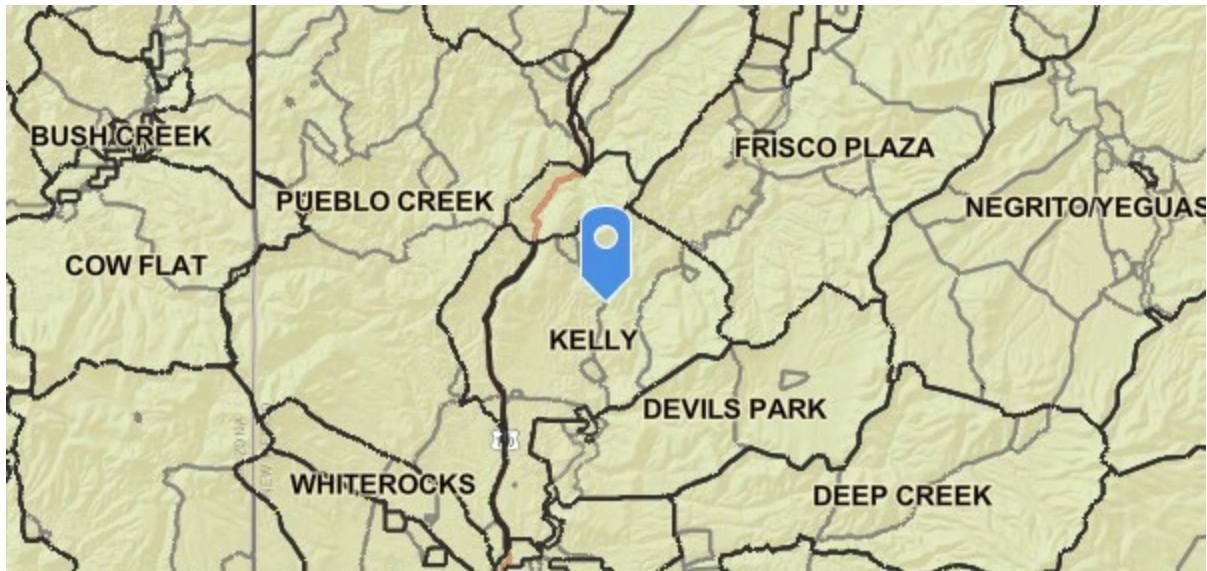 BUSH CREEK
FRISCO PLAZA
PUEBLO CREEK
NEGRITO/YEGUAS
COW FLAT
KELLY
DEVILS PARK
WHITEROCKS
DEEP CREEK